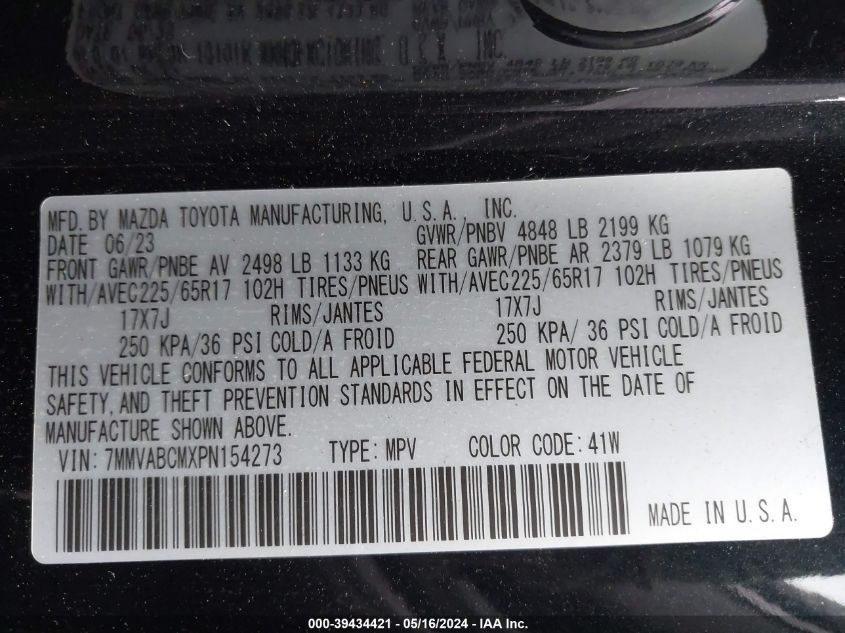 MFD. BY MAZDA TOYOTA MANUFACTURING, U.S.A., INC.
DATE 06/23 GVWR/PNBV 4848 LB 2199 KG
FRONT GAWR/PNBE AV 2498 LB 1133 KG REAR GAWR/PNBE AR 2379 LB 1079 KG
WITH/AVEC225/65R17 102H TIRES/PNEUS WITH/AVEC225/65R17 102H TIRES/PNEUS
17X7J RIMS/JANTES 17X7J RIMS/JANTES
250 KPA/36 PSI COLD/A FROID 250 KPA/ 36 PSI COLD/A FROID
THIS VEHICLE CONFORMS TO ALL APPLICABLE FEDERAL MOTOR VEHICLE
SAFETY, AND THEFT PREVENTION STANDARDS IN EFFECT ON THE DATE OF
MANUFACTURE SHOWN ABOVE.
VIN: 7MMVABCMXPN154273 TYPE: MPV COLOR CODE: 41W
MADE IN U.S.A.
000-39434421 - 05/16/2024 - IAA Inc.